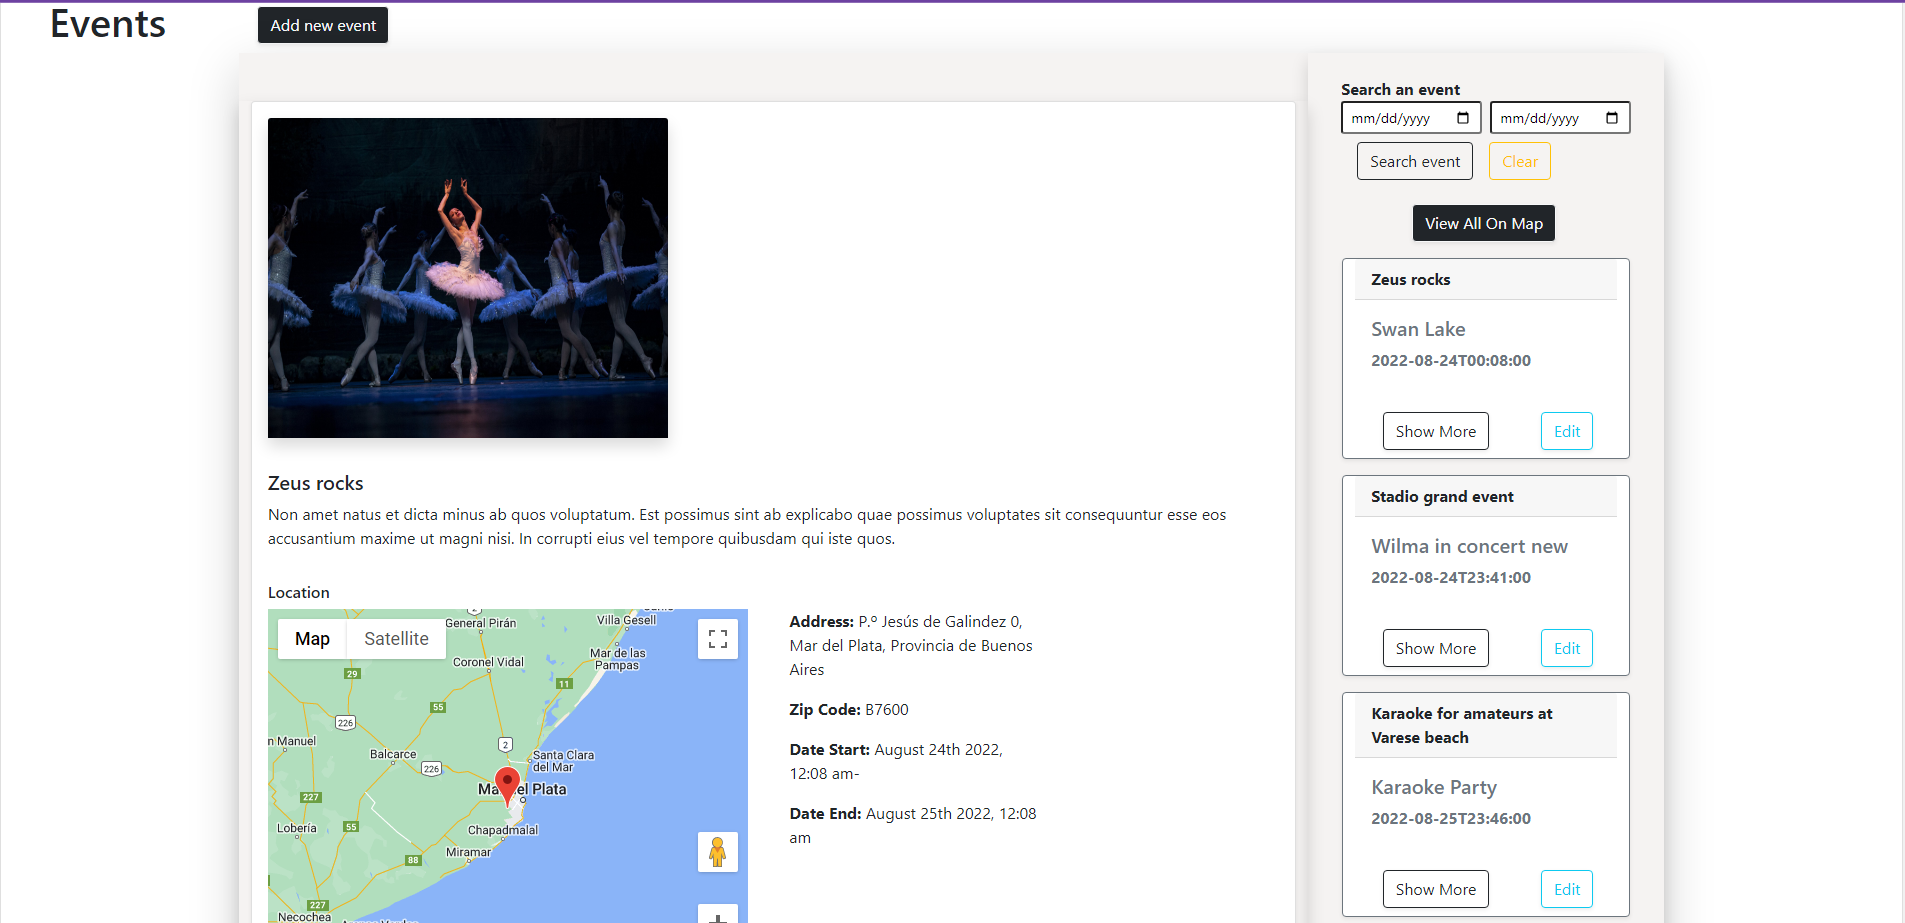 Events
Add new event
Zeus rocks
Non amet natus et dicta minus ab quos voluptatum. Est possimus sint ab explicabo quae possimus voluptates sit consequuntur esse eos
accusantium maxime ut magni nisi. In corrupti eius vel tempore quibusdam qui iste quos.
Location
Map
Satellite
2
General Pirán
Villa Gesell
Coronel Vidal
Mar de las
Pampas
29
11
55
226
2
n Manuel
Balcarce
226
Santa Clara
del Mar
Ma
el Plata
227
Lobería
55
Chapadmalal
Miramar
88
227
Necochea
Address: P.º Jesús de Galindez 0,
Mar del Plata, Provincia de Buenos
Aires
Zip Code: B7600
Date Start: August 24th 2022,
12:08 am-
Date End: August 25th 2022, 12:08
am
Search an event
mm/dd/yyyy
mm/dd/yyyy
Search event
Clear
View All On Map
Zeus rocks
Swan Lake
2022-08-24T00:08:00
Show More
Edit
Stadio grand event
Wilma in concert new
2022-08-24T23:41:00
Show More
Edit
Karaoke for amateurs at
Varese beach
Karaoke Party
2022-08-25T23:46:00
Show More
Edit